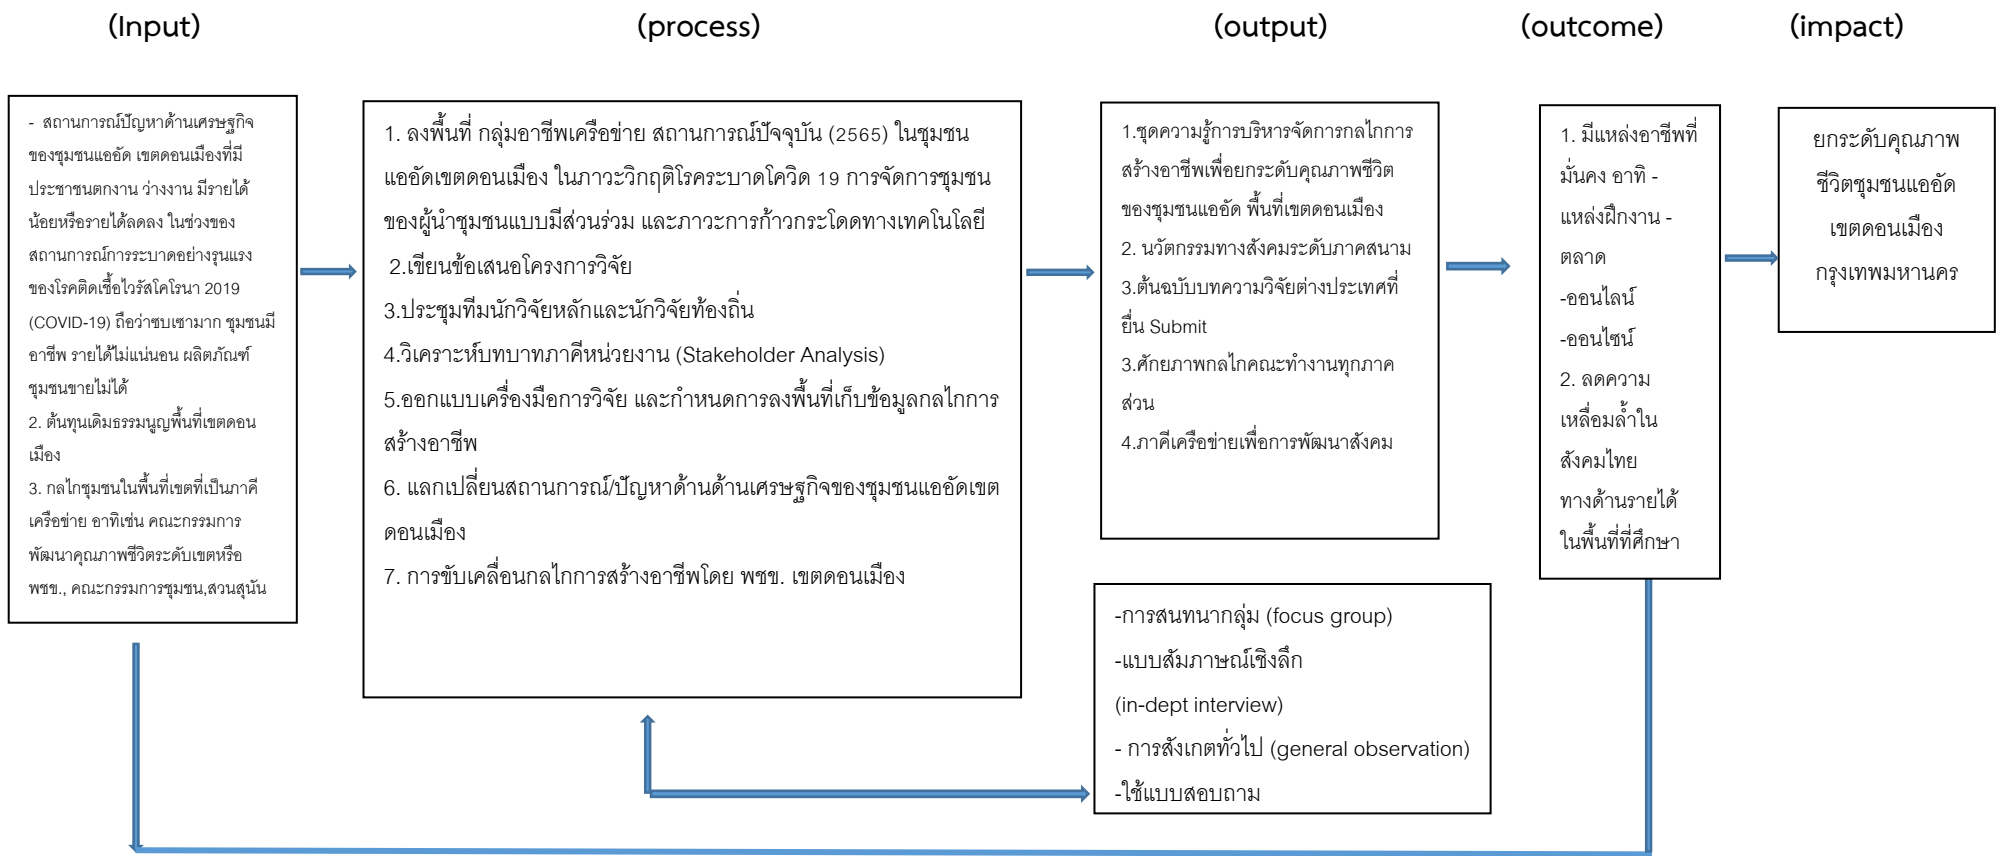 (Input)
(process)
(output)
(outcome)
(impact)
- สถานการณ์ปัญหาด้านเศรษฐกิจ
ของชุมชนแออัด เขตดอนเมืองที่มี
ประชาชนตกงาน ว่างงาน มีรายได้
น้อยหรือรายได้ลดลง ในช่วงของ
สถานการณ์การระบาดอย่างรุนแรง
ของโรคติดเชื้อไวรัสโคโรนา 2019
(COVID-19) ถือว่าซบเซามาก ชุมชนมี
อาชีพ รายได้ไม่แน่นอน ผลิตภัณฑ์
ชุมชนขายไม่ได้
2. ต้นทุนเดิมธรรมนูญพื้นที่เขตดอน
เมือง
3. กลไกชุมชนในพื้นที่เขตที่เป็นภาคี
เครือข่าย อาทิเช่น คณะกรรมการ
พัฒนาคุณภาพชีวิตระดับเขตหรือ
พชข., คณะกรรมการชุมชน,สวนสุนัน
1. ลงพื้นที่ กลุ่มอาชีพเครือข่าย สถานการณ์ปัจจุบัน (2565) ในชุมชน
แออัดเขตดอนเมือง ในภาวะวิกฤติโรคระบาดโควิด 19 การจัดการชุมชน
ของผู้นำชุมชนแบบมีส่วนร่วม และภาวะการก้าวกระโดดทางเทคโนโลยี
2.เขียนข้อเสนอโครงการวิจัย
3.ประชุมทีมนักวิจัยหลักและนักวิจัยท้องถิ่น
4.วิเคราะห์บทบาทภาคีหน่วยงาน (Stakeholder Analysis)
5.ออกแบบเครื่องมือการวิจัย และกำหนดการลงพื้นที่เก็บข้อมูลกลไกการ
สร้างอาชีพ
6. แลกเปลี่ยนสถานการณ์/ปัญหาด้านด้านเศรษฐกิจของชุมชนแออัดเขต
ดอนเมือง
7. การขับเคลื่อนกลไกการสร้างอาชีพโดย พชข. เขตดอนเมือง
1.ชุดความรู้การบริหารจัดการกลไกการ
สร้างอาชีพเพื่อยกระดับคุณภาพชีวิต
ของชุมชนแออัด พื้นที่เขตดอนเมือง
2. นวัตกรรมทางสังคมระดับภาคสนาม
3.ต้นฉบับบทความวิจัยต่างประเทศที่
ยื่น Submit
3.ศักยภาพกลไกคณะทำงานทุกภาค
ส่วน
4.ภาคีเครือข่ายเพื่อการพัฒนาสังคม
1. มีแหล่งอาชีพที่
มั่นคง อาทิ -
แหล่งฝึกงาน -
ตลาด
-ออนไลน์
-ออนไซน์
2. ลดความ
เหลื่อมล้ำใน
สังคมไทย
ทางด้านรายได้
ในพื้นที่ที่ศึกษา
ยกระดับคุณภาพ
ชีวิตชุมชนแออัด
เขตดอนเมือง
กรุงเทพมหานคร
-การสนทนากลุ่ม (focus group)
-แบบสัมภาษณ์เชิงลึก
(in-dept interview)
- การสังเกตทั่วไป (general observation)
-ใช้แบบสอบถาม